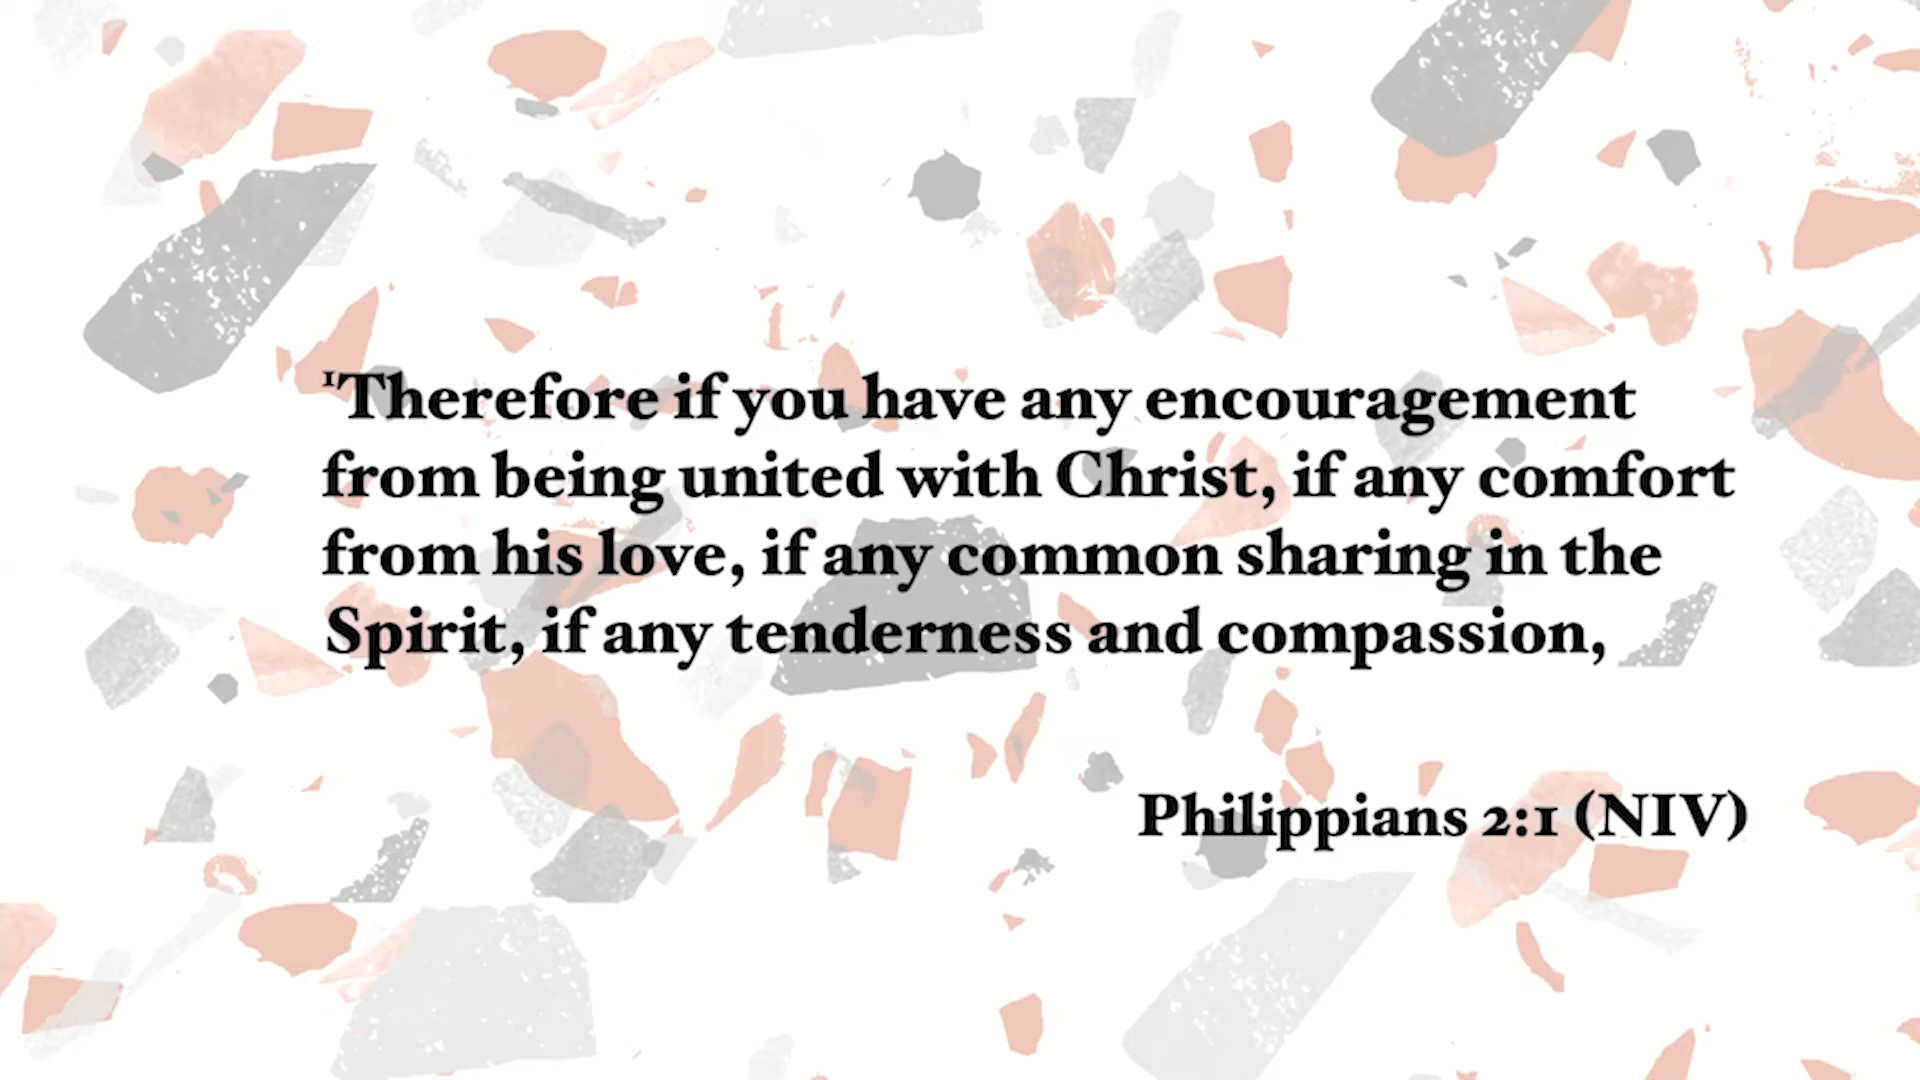 ¹Therefore if you have any encouragement
from being united with Christ, if any comfort
from his love, if any common sharing in the
Spirit, if any tenderness and compassion,
Philippians 2:1 (NIV)